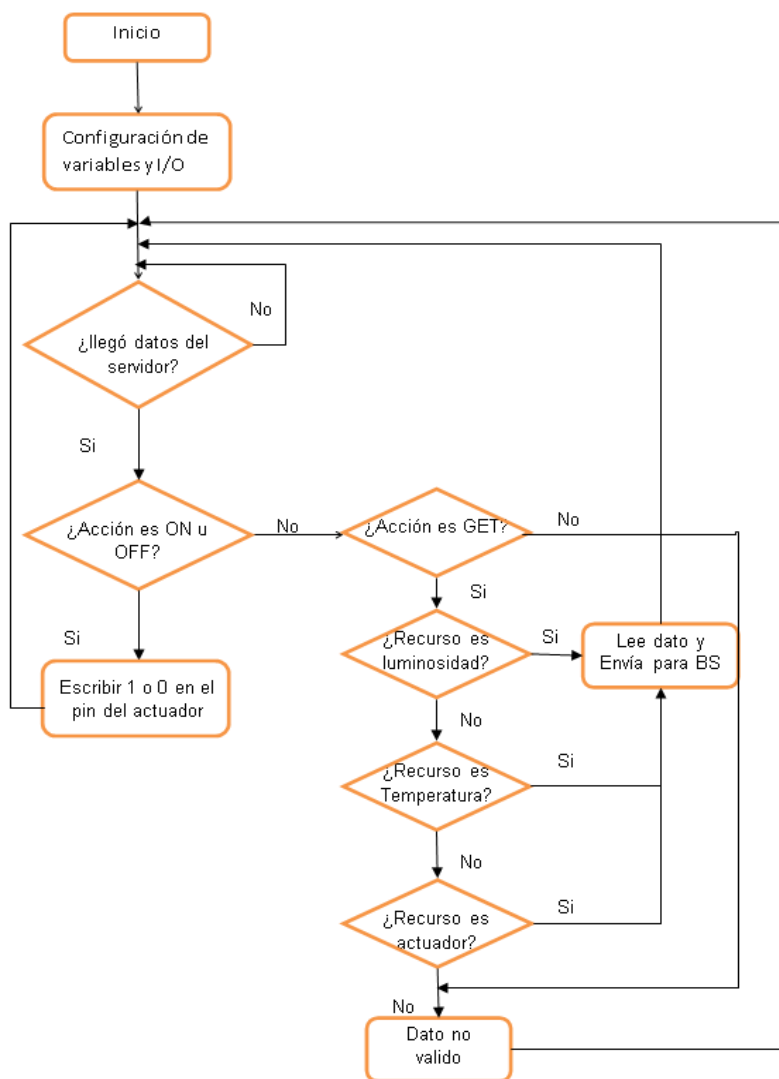 Inicio
Configuración de
variables y I/O
No
¿llegó datos del
servidor?
Si
¿Acción es ON u
OFF?
No
¿Acción es GET?
No
Si
Si
Escribir 1 o 0 en el
pin del actuador
¿Recurso es
luminosidad?
Si
Lee dato y
Envía para BS
No
¿Recurso es
Temperatura?
Si
No
¿Recurso es
actuador?
Si
No
Dato no
valido